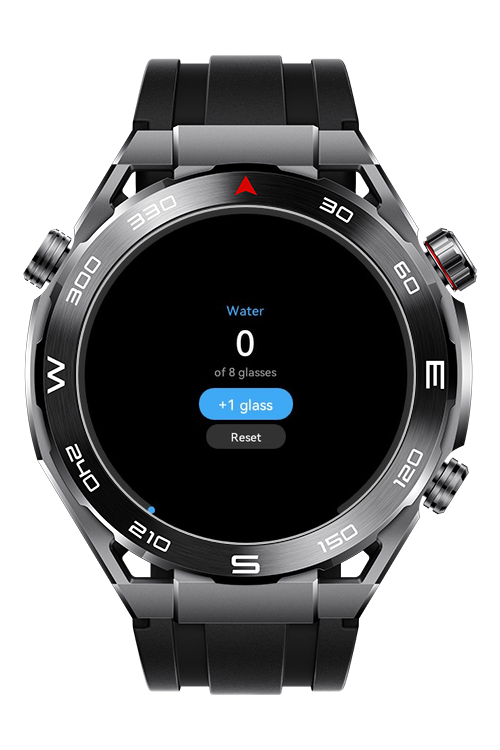 330
30
300
60
W
E
Water
0
of 8 glasses
+1 glass
Reset
240
120
210
150
S